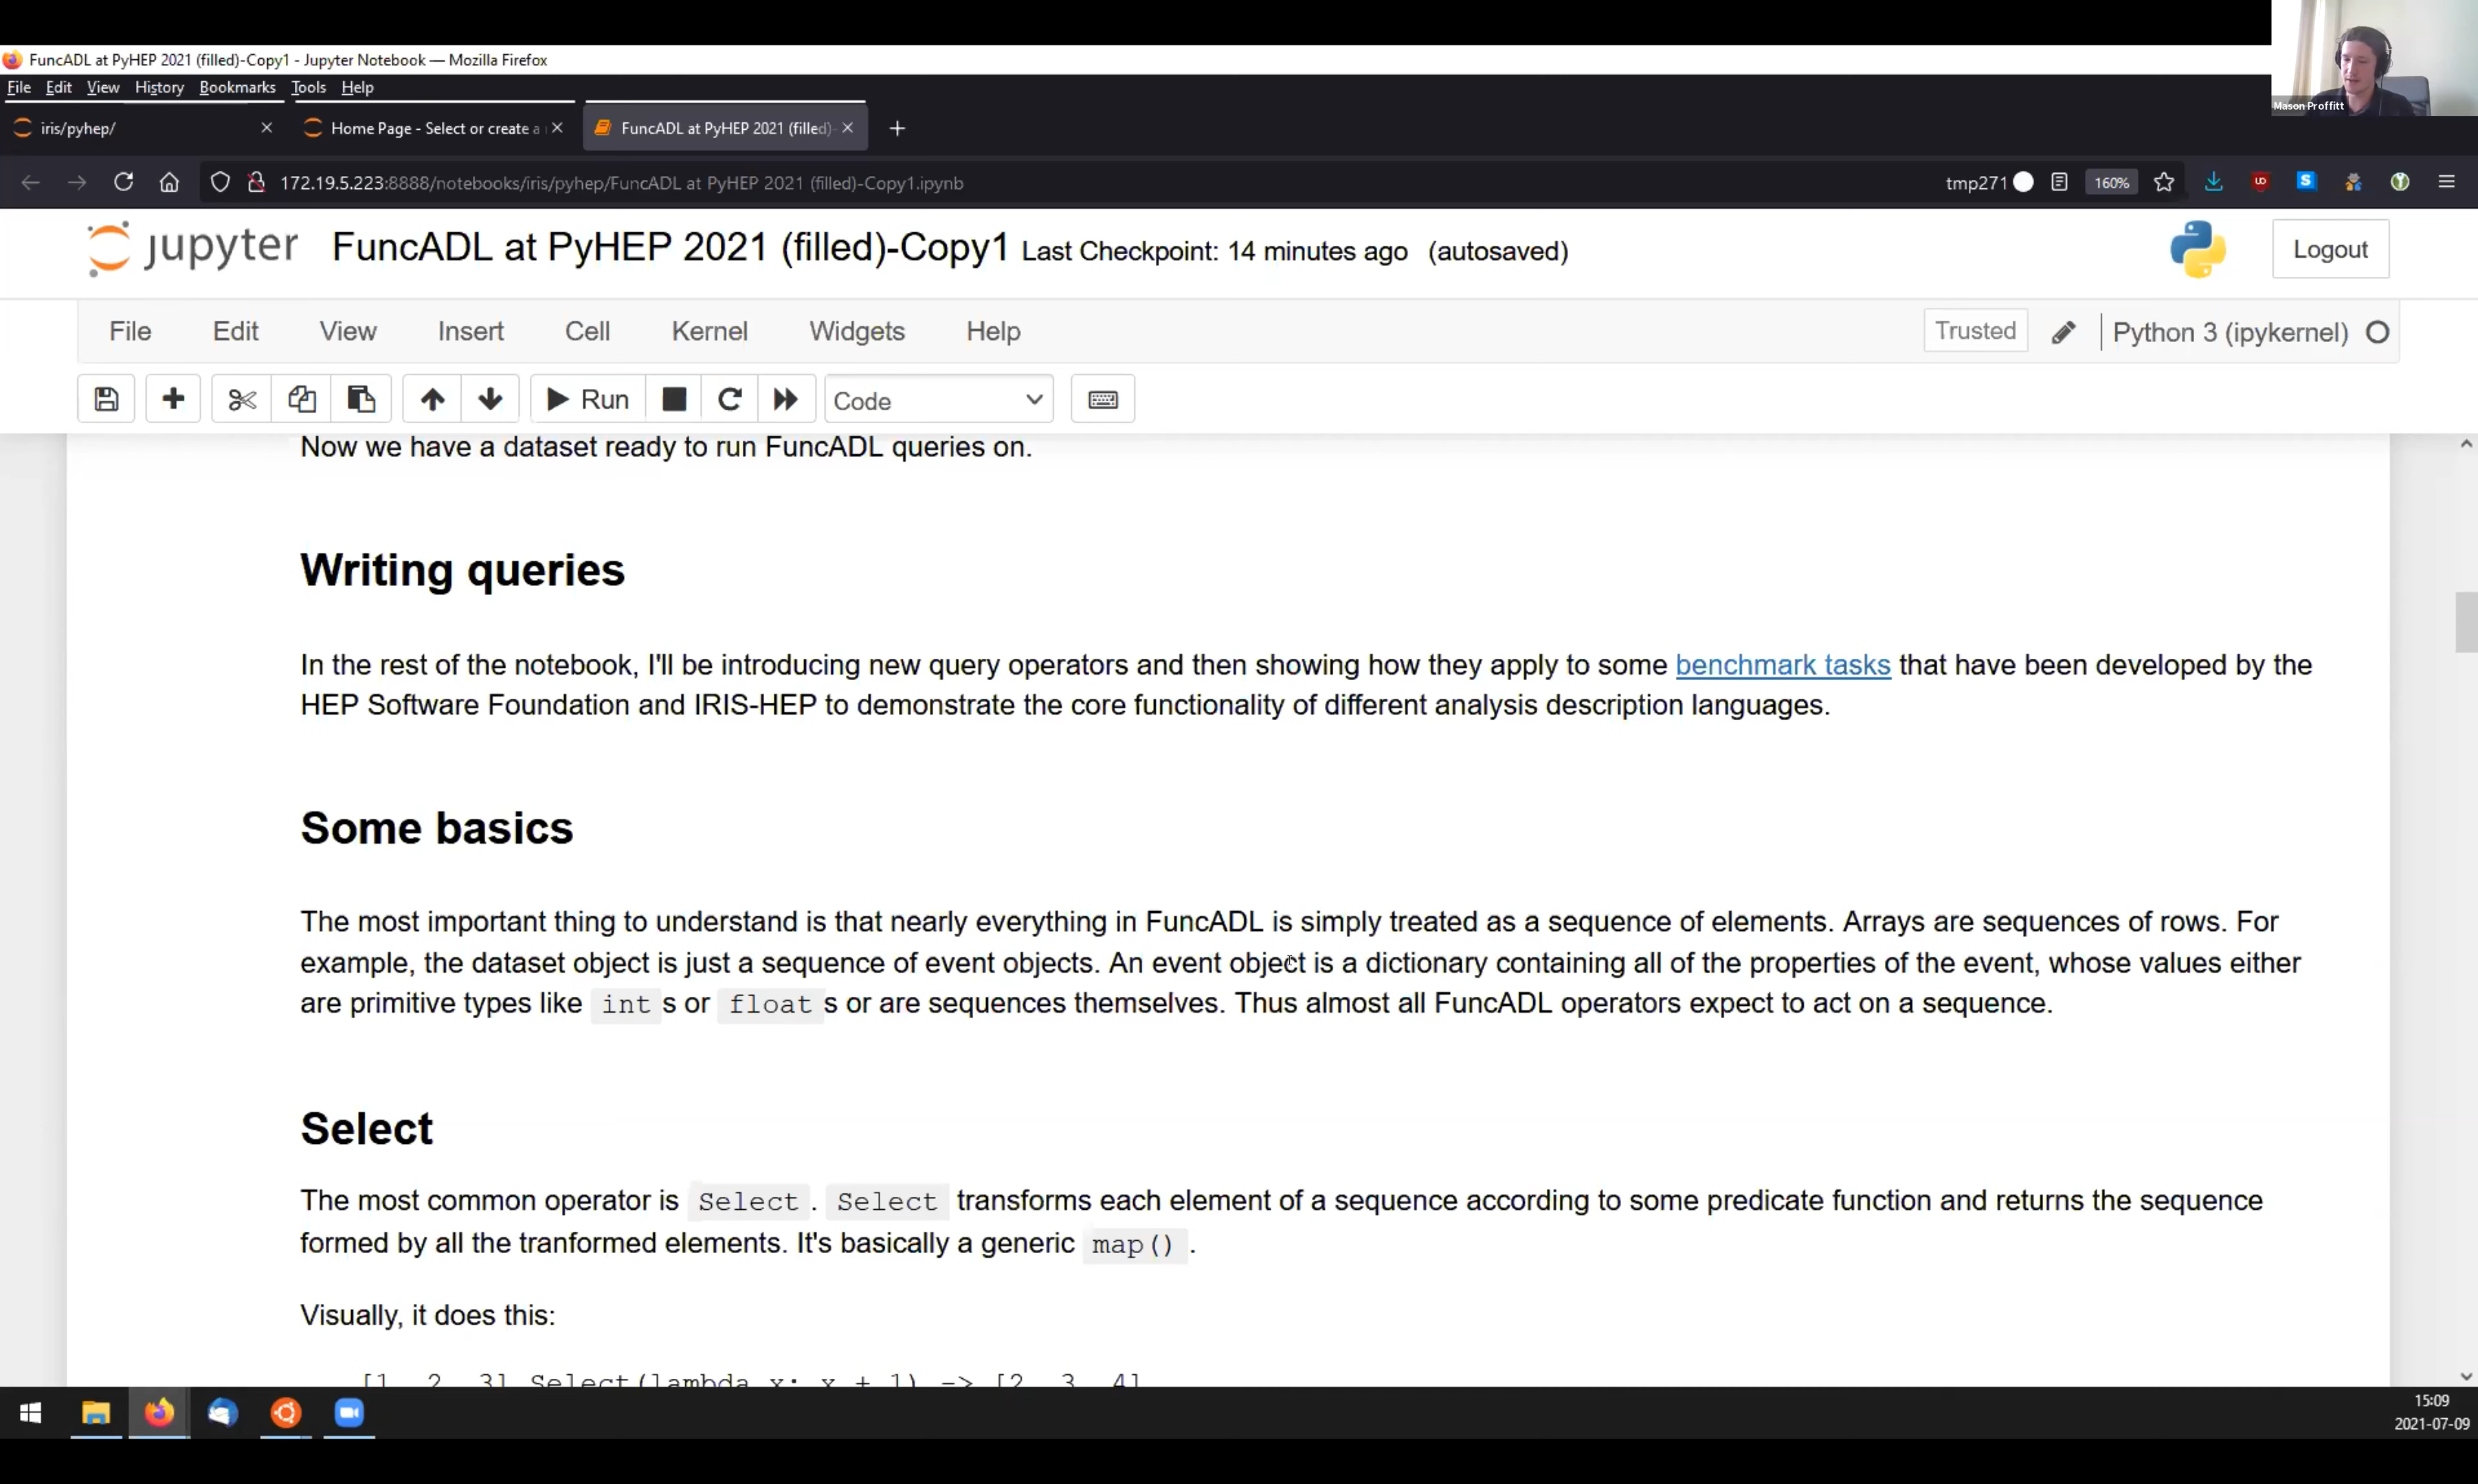 FuncADL at PyHEP 2021 (filled)-Copy1 - Jupyter Notebook — Mozilla Firefox
Mason Proffitt
File Edit View History Bookmarks Tools Help
iris/pyhep/
Home Page - Select or create a
FuncADL at PyHEP 2021 (filled)-
172.19.5.223:8888/notebooks/iris/pyhep/FuncADL at PyHEP 2021 (filled)-Copy1.ipynb
tmp271
160%
jupyter FuncADL at PyHEP 2021 (filled)-Copy1 Last Checkpoint: 14 minutes ago (autosaved)
Logout
File Edit View Insert Cell Kernel Widgets Help
Trusted
Python 3 (ipykernel)
Run
Code
Now we have a dataset ready to run FuncADL queries on.
Writing queries
In the rest of the notebook, I'll be introducing new query operators and then showing how they apply to some benchmark tasks that have been developed by the
HEP Software Foundation and IRIS-HEP to demonstrate the core functionality of different analysis description languages.
Some basics
The most important thing to understand is that nearly everything in FuncADL is simply treated as a sequence of elements. Arrays are sequences of rows. For
example, the dataset object is just a sequence of event objects. An event object is a dictionary containing all of the properties of the event, whose values either
are primitive types like int s or float s or are sequences themselves. Thus almost all FuncADL operators expect to act on a sequence.
Select
The most common operator is Select . Select transforms each element of a sequence according to some predicate function and returns the sequence
formed by all the tranformed elements. It's basically a generic map() .
Visually, it does this:
[1, 2, 3].Select(lambda x: x + 1) -> [2, 3, 4]
15:09
2021-07-09